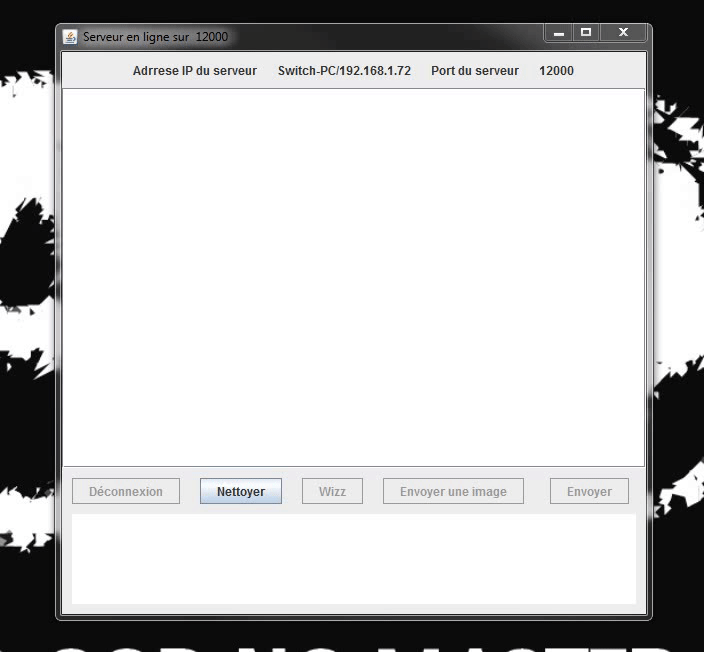 Serveur en ligne sur 12000
Adrrese IP du serveur Switch-PC/192.168.1.72 Port du serveur 12000
Déconnexion Nettoyer Wizz Envoyer une image Envoyer